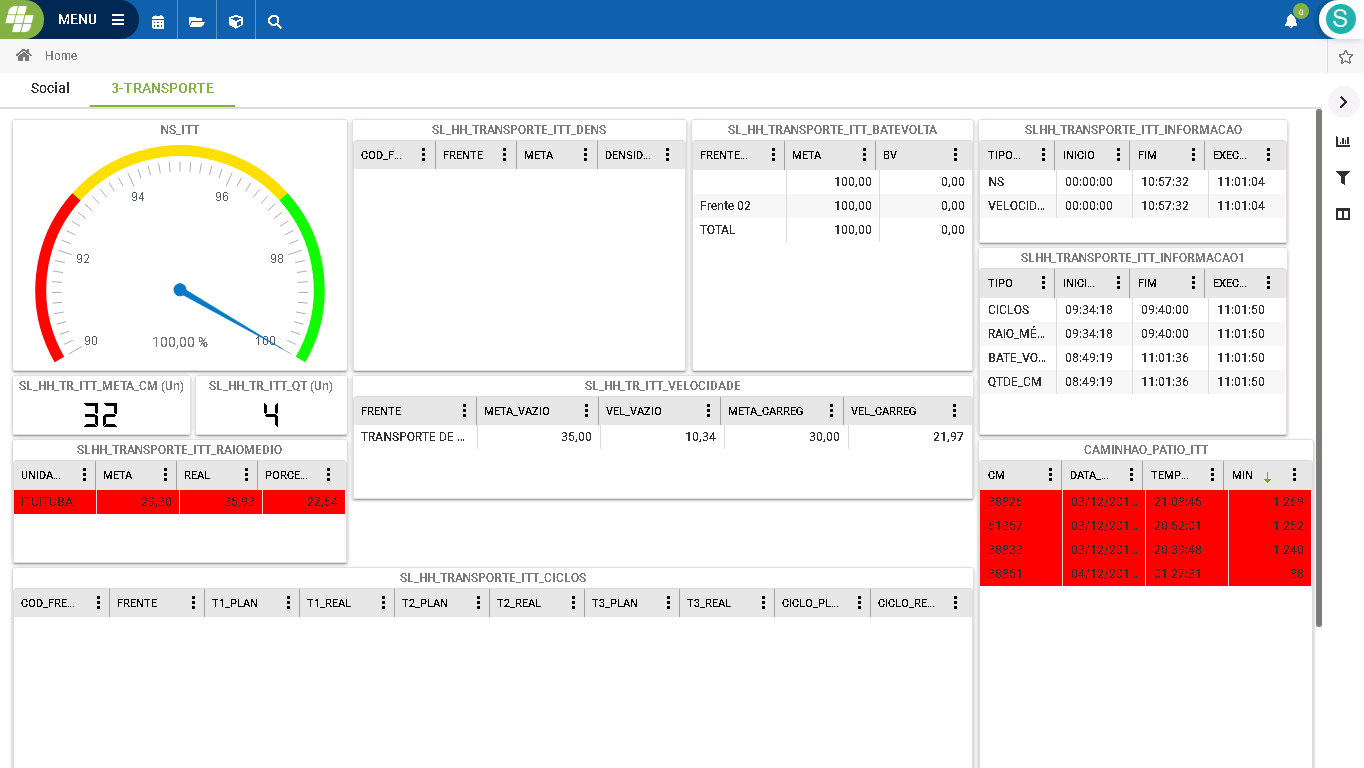 MENU
0
S
Home
Social 3-TRANSPORTE
NS_ITT
94 96
92 98
90 100
100,00 %
SL_HH_TRANSPORTE_ITT_DENS
COD_F... FRENTE META DENSID...
SL_HH_TRANSPORTE_ITT_BATEVOLTA
FRENTE... META BV
100,00 0,00
Frente 02 100,00 0,00
TOTAL 100,00 0,00
SLHH_TRANSPORTE_ITT_INFORMACAO
TIPO... INICIO FIM EXEC...
NS 00:00:00 10:57:32 11:01:04
VELOCID... 00:00:00 10:57:32 11:01:04
SLHH_TRANSPORTE_ITT_INFORMACAO1
TIPO INICI... FIM EXEC...
CICLOS 09:34:18 09:40:00 11:01:50
RAIO_MÉ... 09:34:18 09:40:00 11:01:50
BATE_VO... 08:49:19 11:01:36 11:01:50
QTDE_CM 08:49:19 11:01:36 11:01:50
SL_HH_TR_ITT_META_CM (Un)
32
SL_HH_TR_ITT_QT (Un)
4
SL_HH_TR_ITT_VELOCIDADE
FRENTE META_VAZIO VEL_VAZIO META_CARREG VEL_CARREG
TRANSPORTE DE ... 35,00 10,34 30,00 21,97
SLHH_TRANSPORTE_ITT_RAIOMEDIO
UNIDA... META REAL PORCE...
ITUITUBA 29,30 35,93 22,64
CAMINHAO_PATIO_ITT
CM DATA_... TEMP... MIN
38826 03/12/201... 21:08:45 1.269
51357 03/12/201... 20:52:01 1.252
38833 03/12/201... 20:39:48 1.240
38851 04/12/201... 01:27:31 88
SL_HH_TRANSPORTE_ITT_CICLOS
COD_FRE... FRENTE T1_PLAN T1_REAL T2_PLAN T2_REAL T3_PLAN T3_REAL CICLO_PL... CICLO_RE...